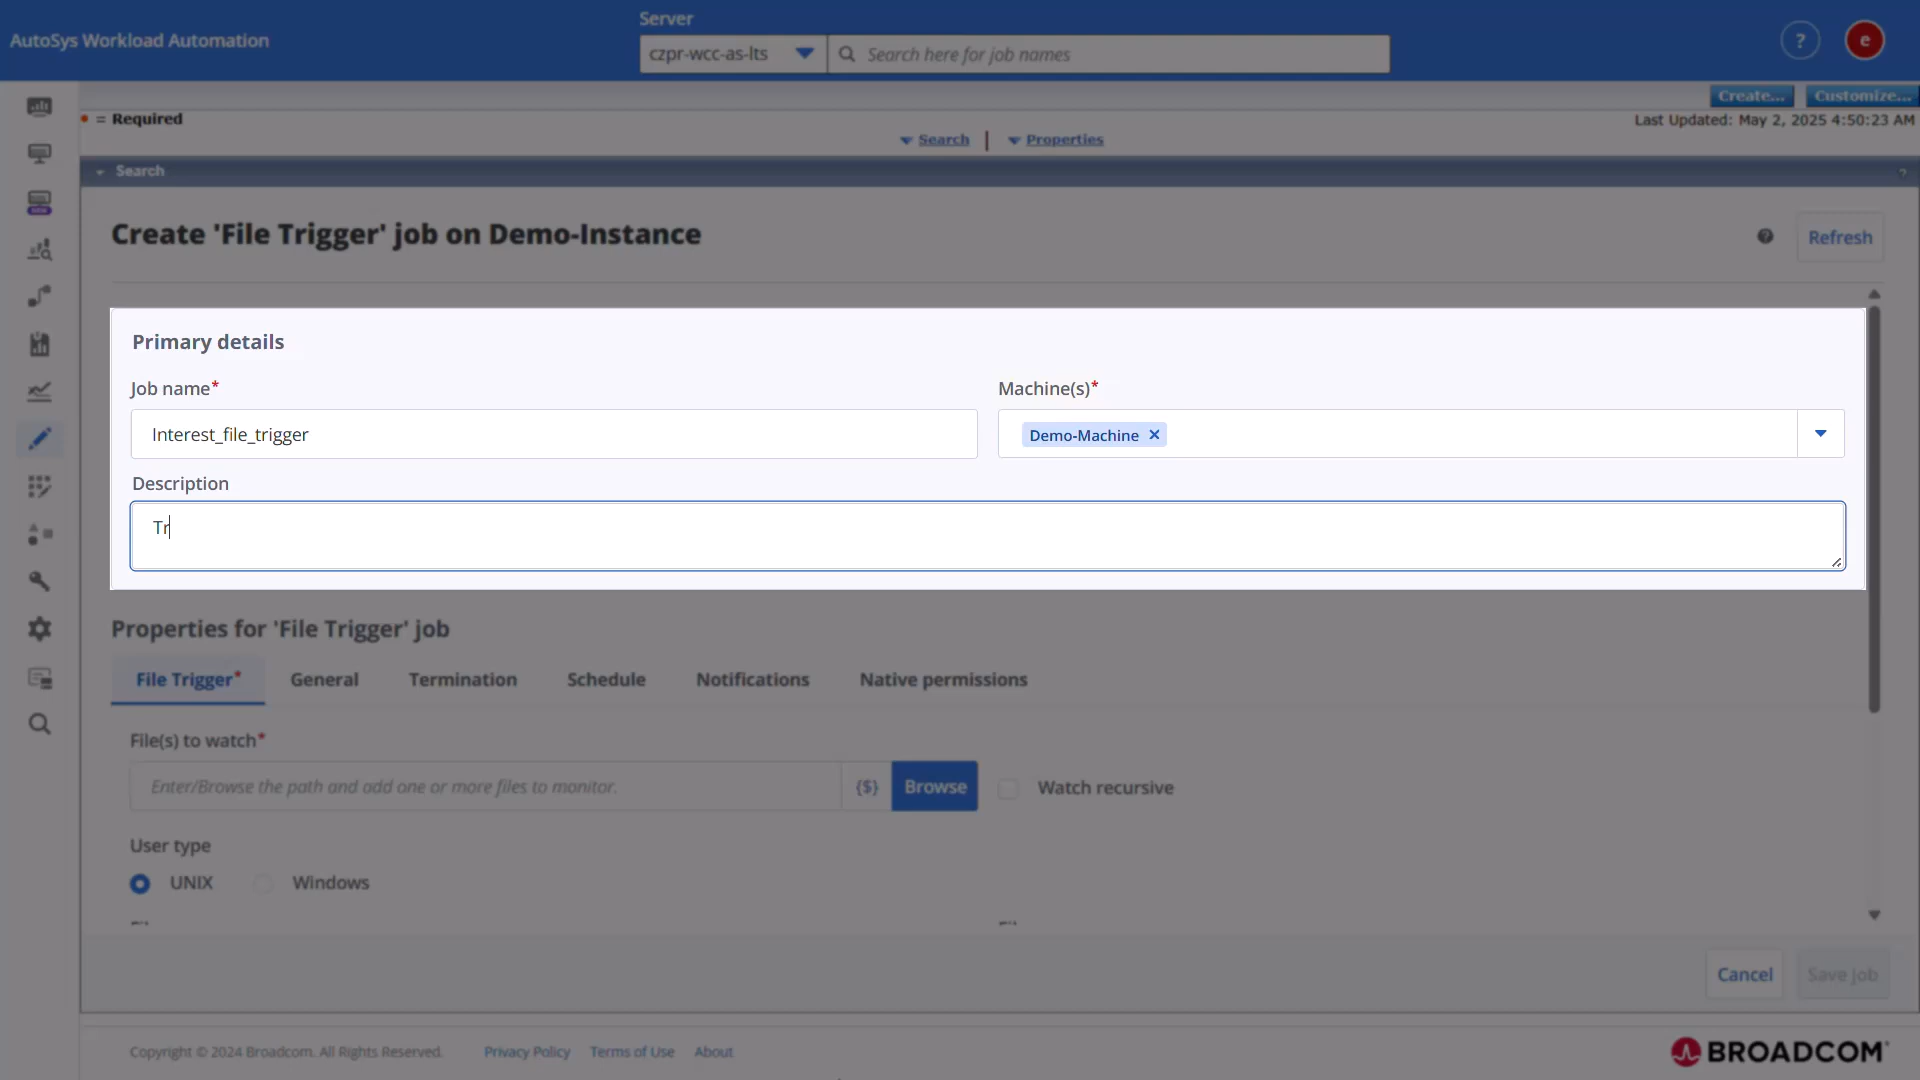 AutoSys Workload Automation
Server
czpr-wcc-as-lts
Search here for job names
?
e
Create...
Customize...
= Required
Last Updated: May 2, 2025 4:50:23 AM
Search | Properties
Search
?
Create 'File Trigger' job on Demo-Instance
?
Refresh
Primary details
Job name*
Machine(s)*
Interest_file_trigger
Demo-Machine
Description
Tr
Properties for 'File Trigger' job
File Trigger*
General
Termination
Schedule
Notifications
Native permissions
File(s) to watch*
Enter/Browse the path and add one or more files to monitor.
{$}
Browse
Watch recursive
User type
UNIX
Windows
Cancel
Save Job
Copyright © 2024 Broadcom. All Rights Reserved.
Privacy Policy
Terms of Use
About
BROADCOM